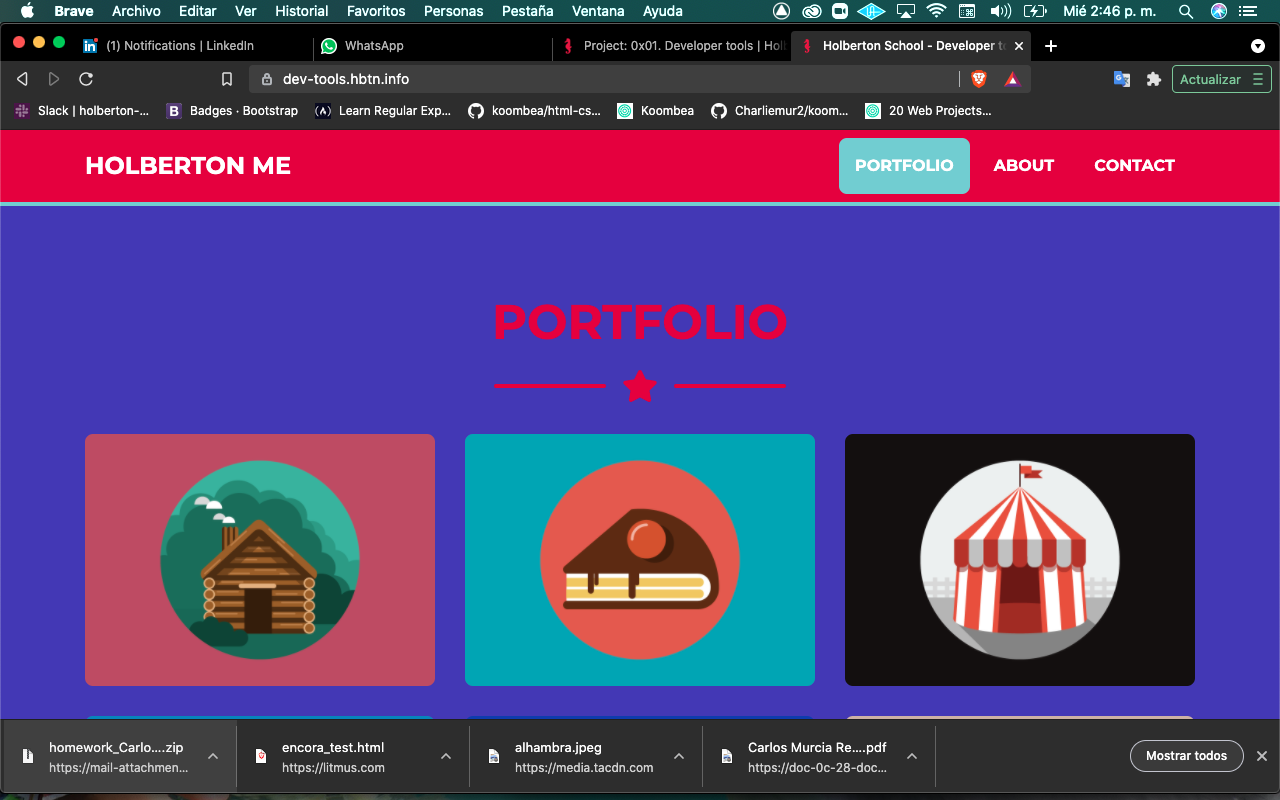 Brave Archivo Editar Ver Historial Favoritos Personas Pestaña Ventana Ayuda Mié 2:46 p. m.
(1) Notifications | LinkedIn WhatsApp Project: 0x01. Developer tools | Hol Holberton School - Developer to
dev-tools.hbtn.info Actualizar
Slack | holberton-... Badges · Bootstrap Learn Regular Exp... koombea/html-cs... Koombea Charliemur2/koom... 20 Web Projects...
HOLBERTON ME PORTFOLIO ABOUT CONTACT
PORTFOLIO
homework_Carlo....zip encora_test.html alhambra.jpeg Carlos Murcia Re....pdf
https://mail-attachmen... https://litmus.com https://media.tacdn.com https://doc-0c-28-doc...
Mostrar todos